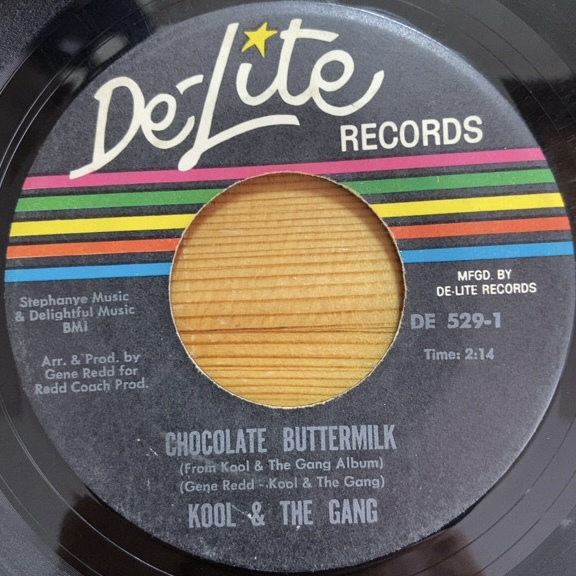 De-Lite
RECORDS
MFGD. BY
DE-LITE RECORDS
Stephanye Music
& Delightful Music
BMI
DE 529-1
Time: 2:14
Arr. & Prod. by
Gene Redd for
Redd Coach Prod.
CHOCOLATE BUTTERMILK
(From Kool & The Gang Album)
(Gene Redd - Kool & The Gang)
KOOL & THE GANG